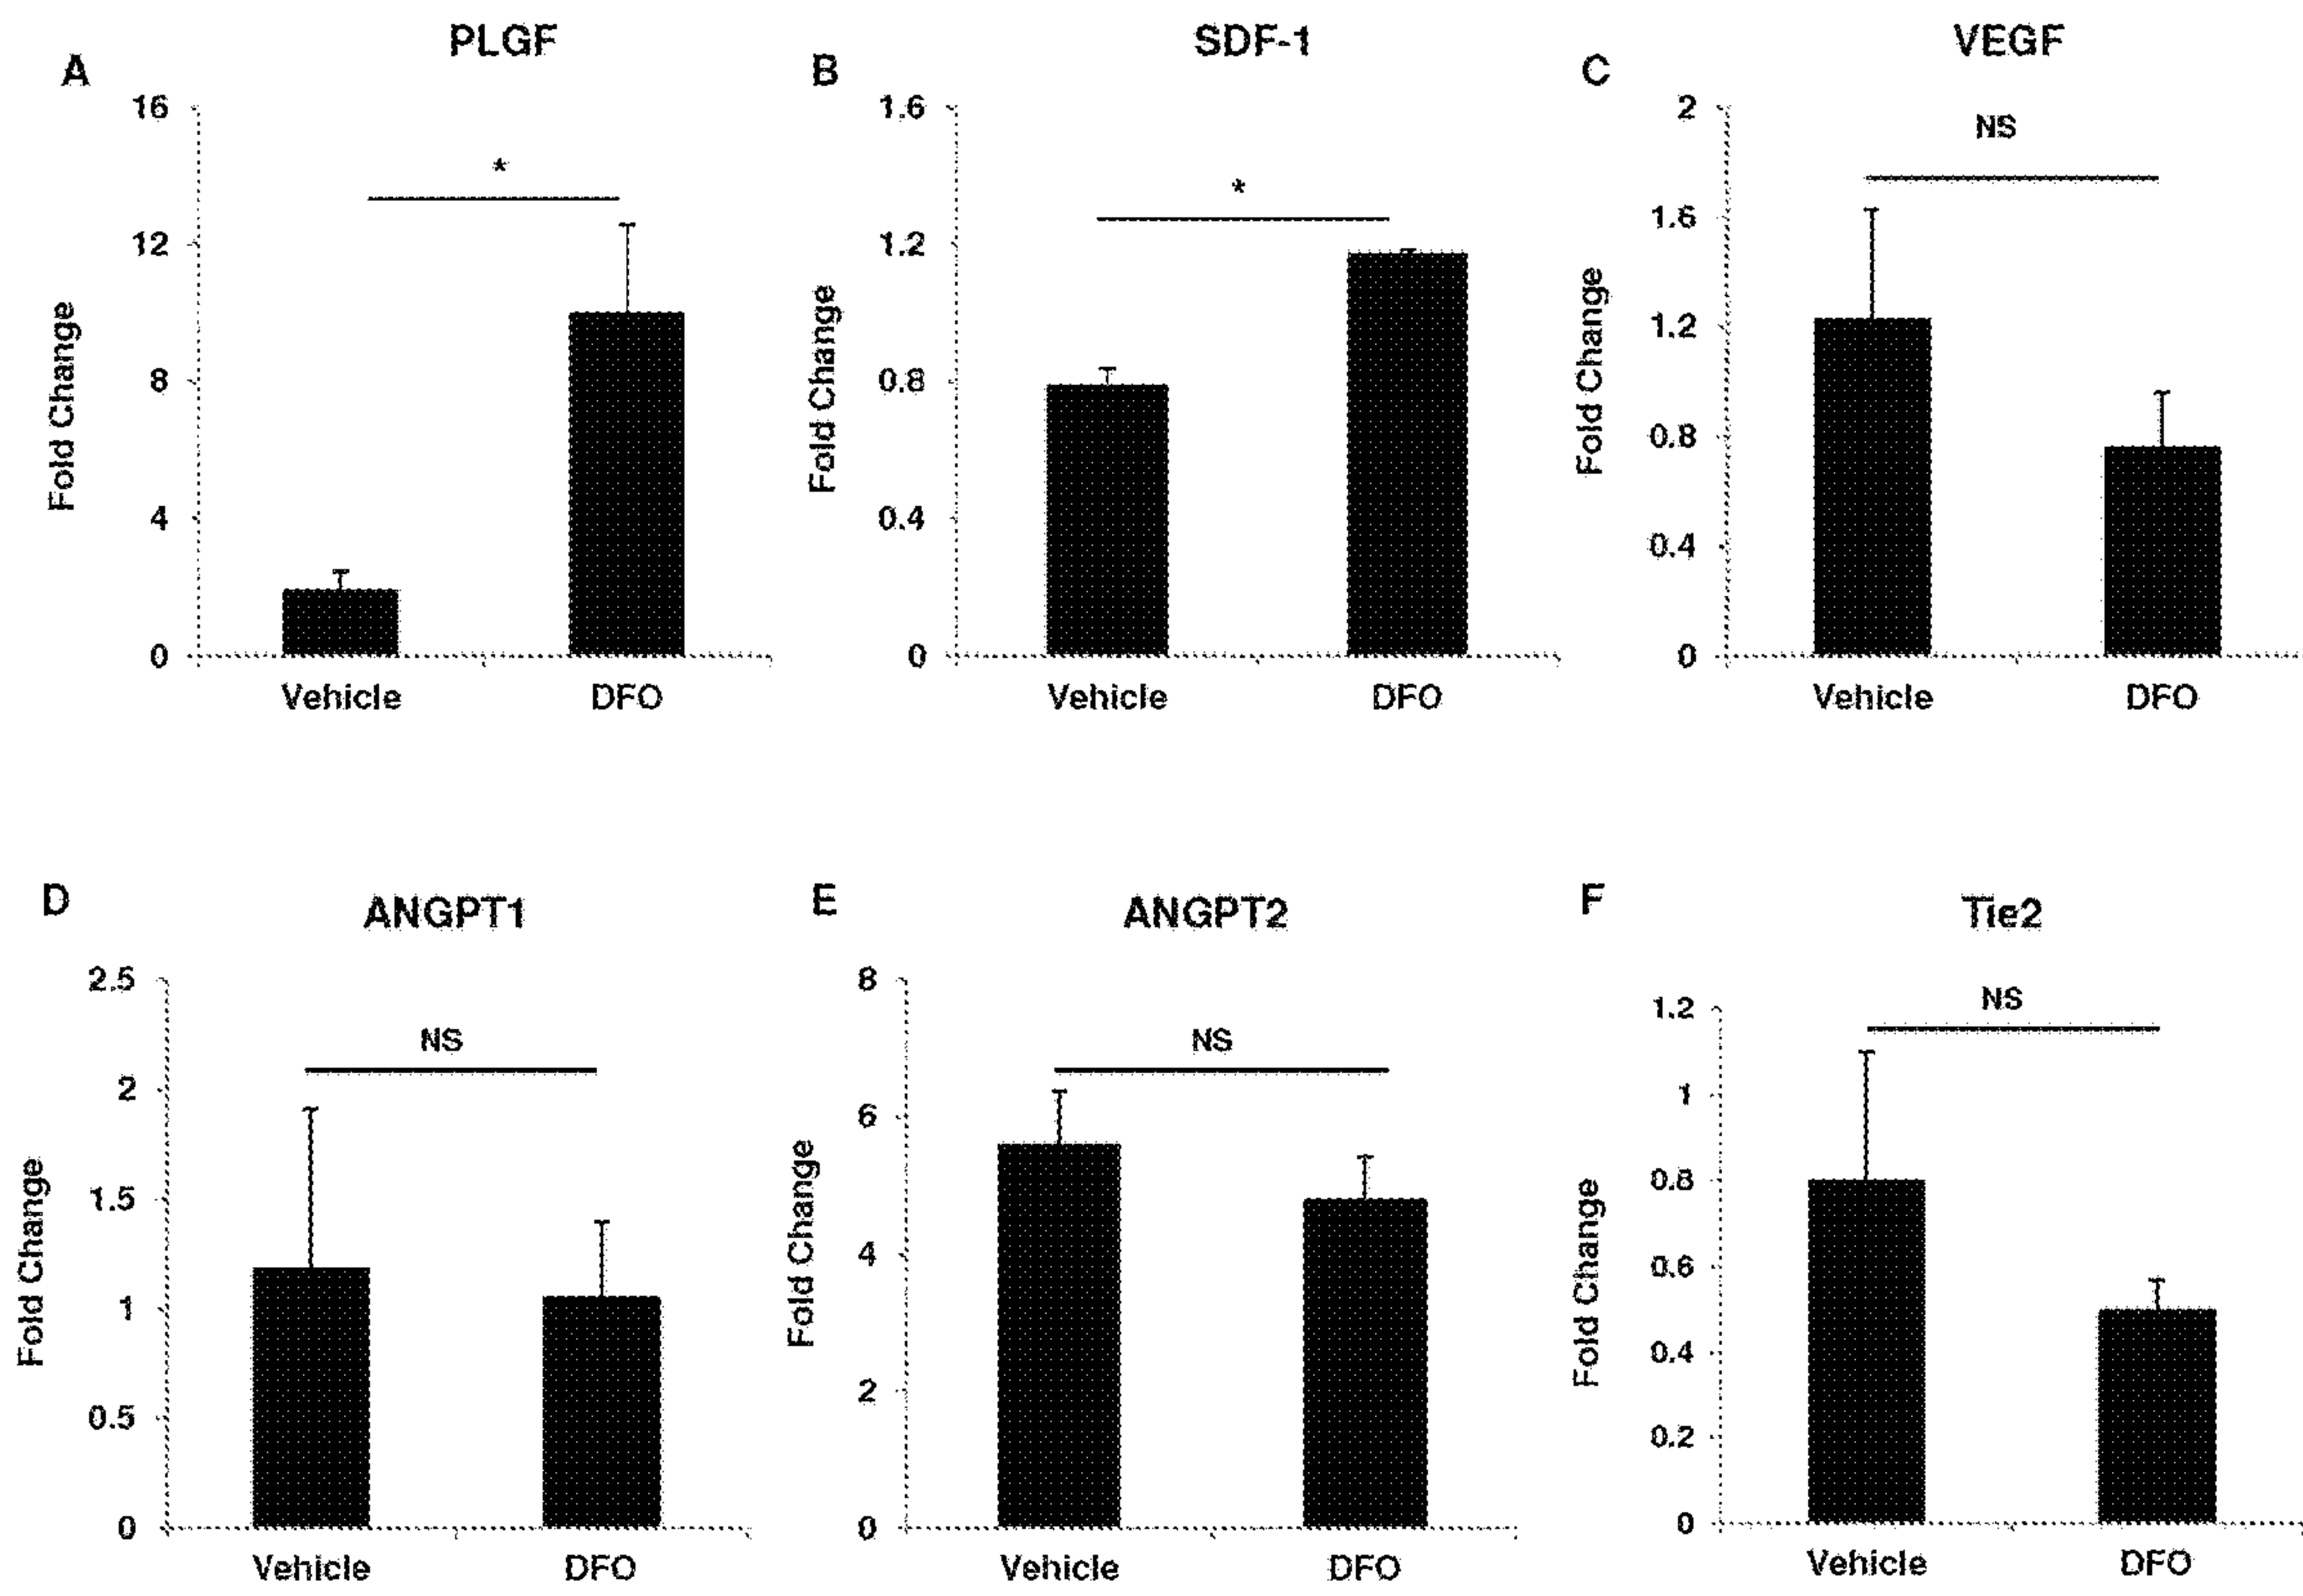 A
PLGF
16
12
8
4
0
Fold Change
*
Vehicle
DFO
B
SDF-1
1.6
1.2
0.8
0.4
0
Fold Change
*
Vehicle
DFO
C
VEGF
2
1.6
1.2
0.8
0.4
0
Fold Change
NS
Vehicle
DFO
D
ANGPT1
2.5
2
1.5
1
0.5
0
Fold Change
NS
Vehicle
DFO
E
ANGPT2
8
6
4
2
0
Fold Change
NS
Vehicle
DFO
F
Tie2
1.2
1
0.8
0.6
0.4
0.2
0
Fold Change
NS
Vehicle
DFO